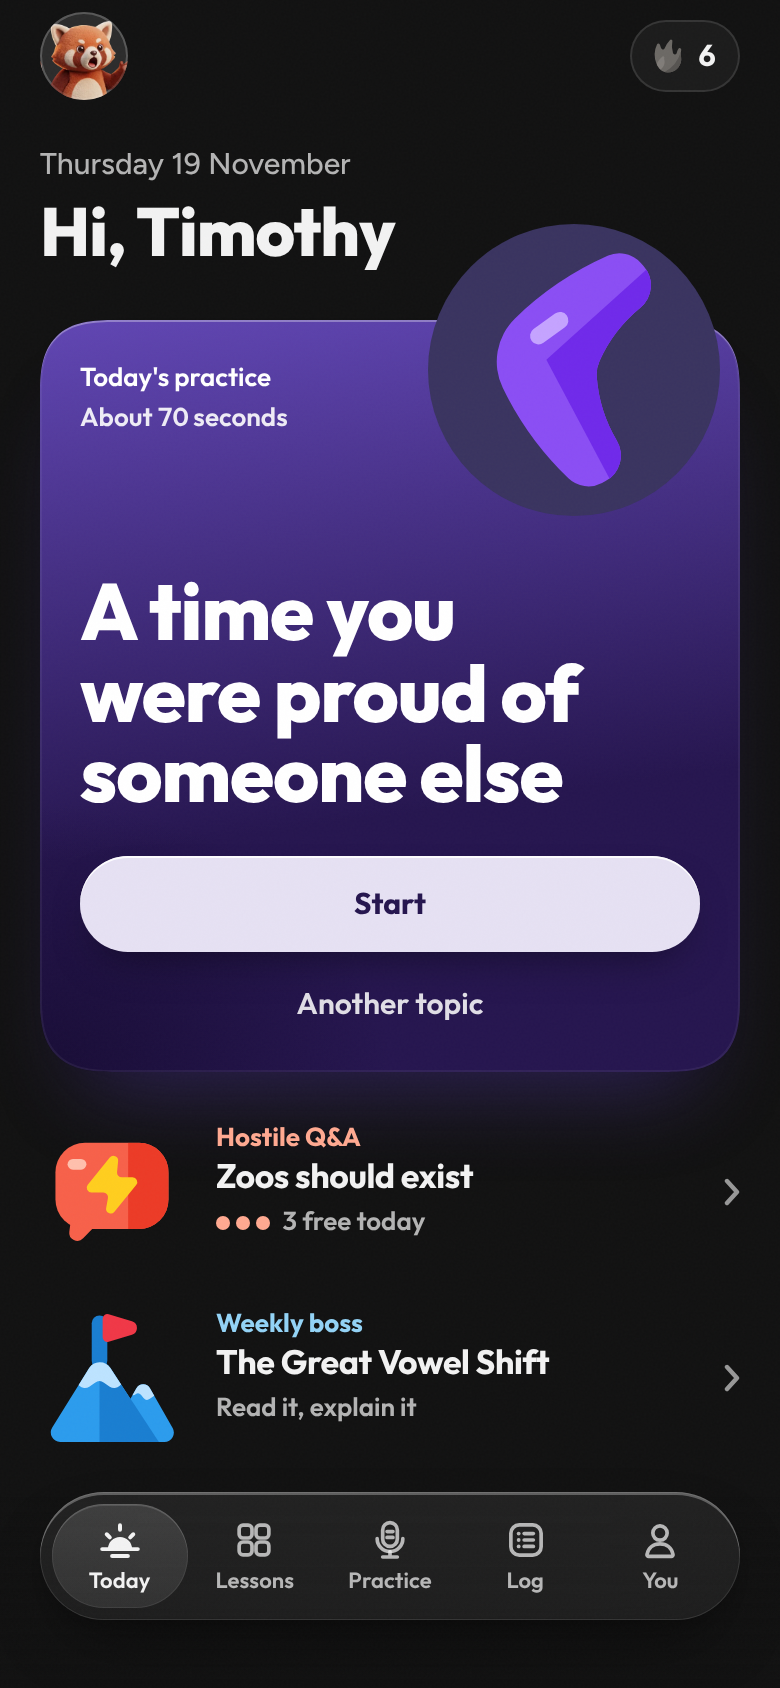 6
Thursday 19 November
Hi, Timothy
Today's practice
About 70 seconds
A time you
were proud of
someone else
Start
Another topic
Hostile Q&A
Zoos should exist
3 free today
Weekly boss
The Great Vowel Shift
Read it, explain it
Today
Lessons
Practice
Log
You